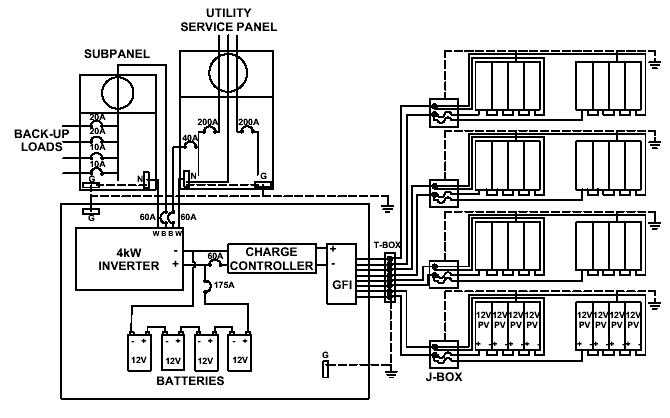 UTILITY
SERVICE PANEL
SUBPANEL
20A
20A
10A
10A
BACK-UP
LOADS
G
N
40A
200A
200A
N
G
G
60A
60A
W B B W
4kW
INVERTER
-
+
60A
175A
CHARGE
CONTROLLER
+
-
GFI
T-BOX
- +
12V
+ -
12V
- +
12V
+ -
12V
BATTERIES
G
12V 12V 12V 12V
PV PV PV PV
+ - + -
12V 12V 12V 12V
PV PV PV PV
+ - + -
J-BOX